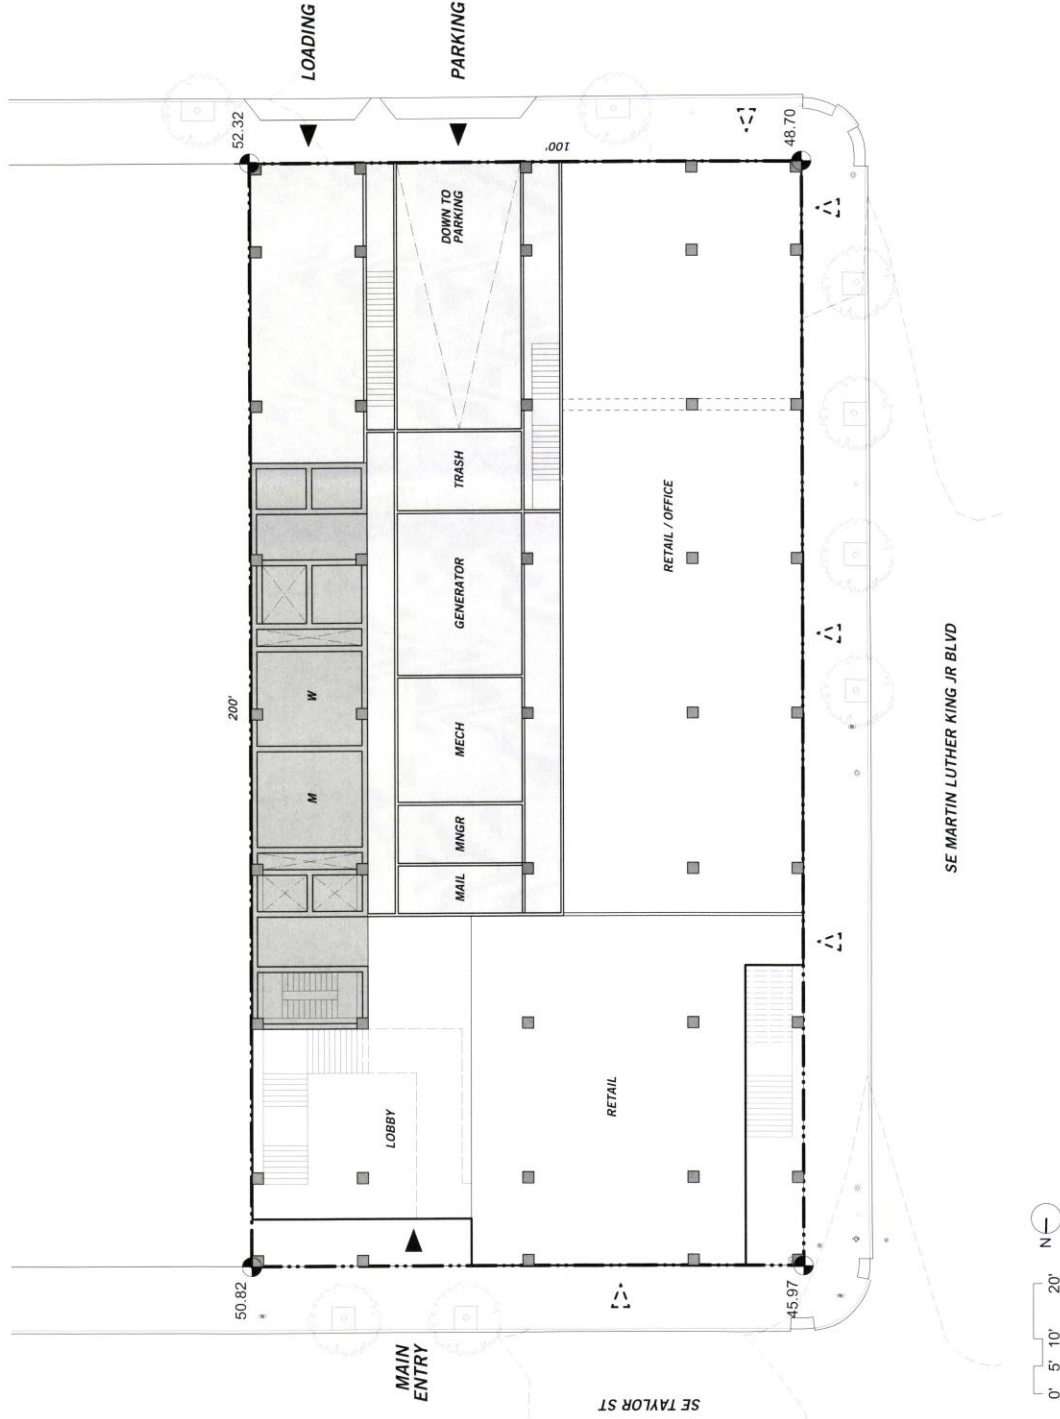 LOADING
PARKING
52.32
48.70
100'
DOWN TO
PARKING
TRASH
GENERATOR
RETAIL / OFFICE
200'
W
MECH
M
MNGR
MAIL
SE MARTIN LUTHER KING JR BLVD
LOBBY
RETAIL
50.82
45.97
MAIN
ENTRY
SE TAYLOR ST
N
0' 5' 10' 20'